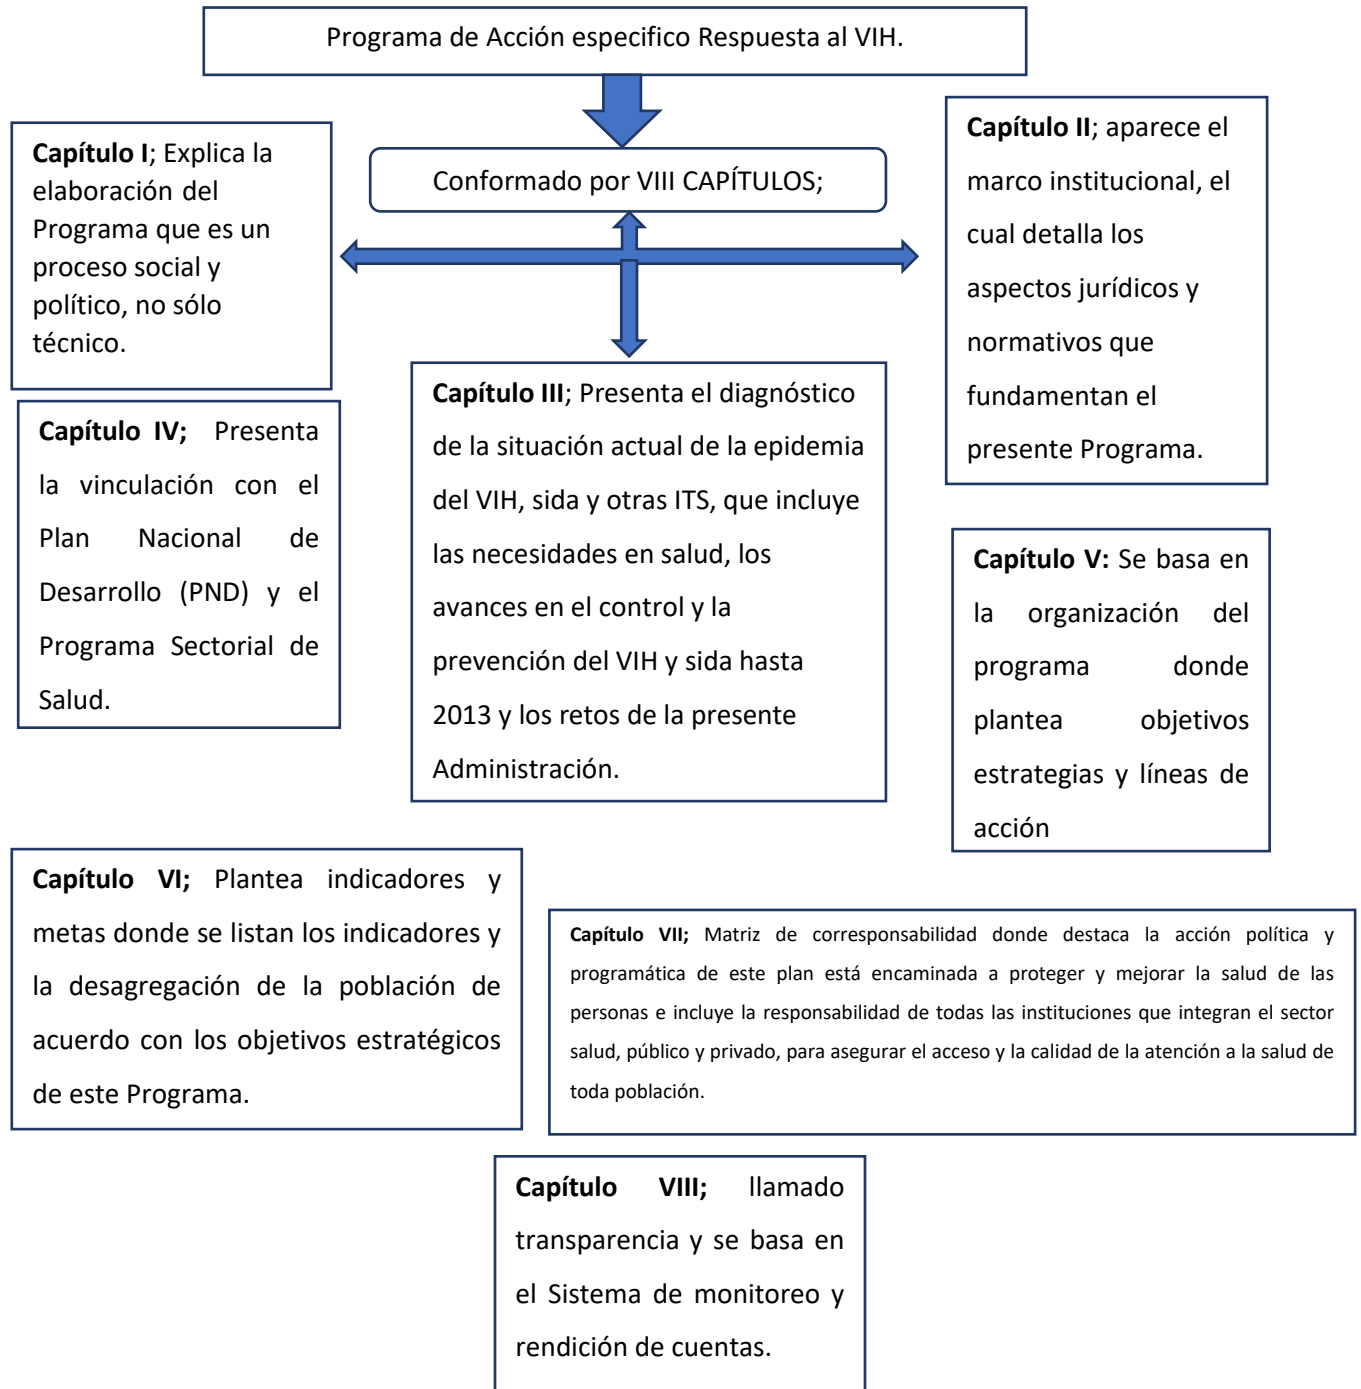 Programa de Acción especifico Respuesta al VIH.
Conformado por VIII CAPÍTULOS;
Capítulo I; Explica la
elaboración del
Programa que es un
proceso social y
político, no sólo
técnico.
Capítulo II; aparece el
marco institucional, el
cual detalla los
aspectos jurídicos y
normativos que
fundamentan el
presente Programa.
Capítulo III; Presenta el diagnóstico
de la situación actual de la epidemia
del VIH, sida y otras ITS, que incluye
las necesidades en salud, los
avances en el control y la
prevención del VIH y sida hasta
2013 y los retos de la presente
Administración.
Capítulo IV; Presenta
la vinculación con el
Plan Nacional de
Desarrollo (PND) y el
Programa Sectorial de
Salud.
Capítulo V: Se basa en
la organización del
programa donde
plantea objetivos
estrategias y líneas de
acción
Capítulo VI; Plantea indicadores y
metas donde se listan los indicadores y
la desagregación de la población de
acuerdo con los objetivos estratégicos
de este Programa.
Capítulo VII; Matriz de corresponsabilidad donde destaca la acción política y
programática de este plan está encaminada a proteger y mejorar la salud de las
personas e incluye la responsabilidad de todas las instituciones que integran el sector
salud, público y privado, para asegurar el acceso y la calidad de la atención a la salud de
toda población.
Capítulo VIII; llamado
transparencia y se basa en
el Sistema de monitoreo y
rendición de cuentas.